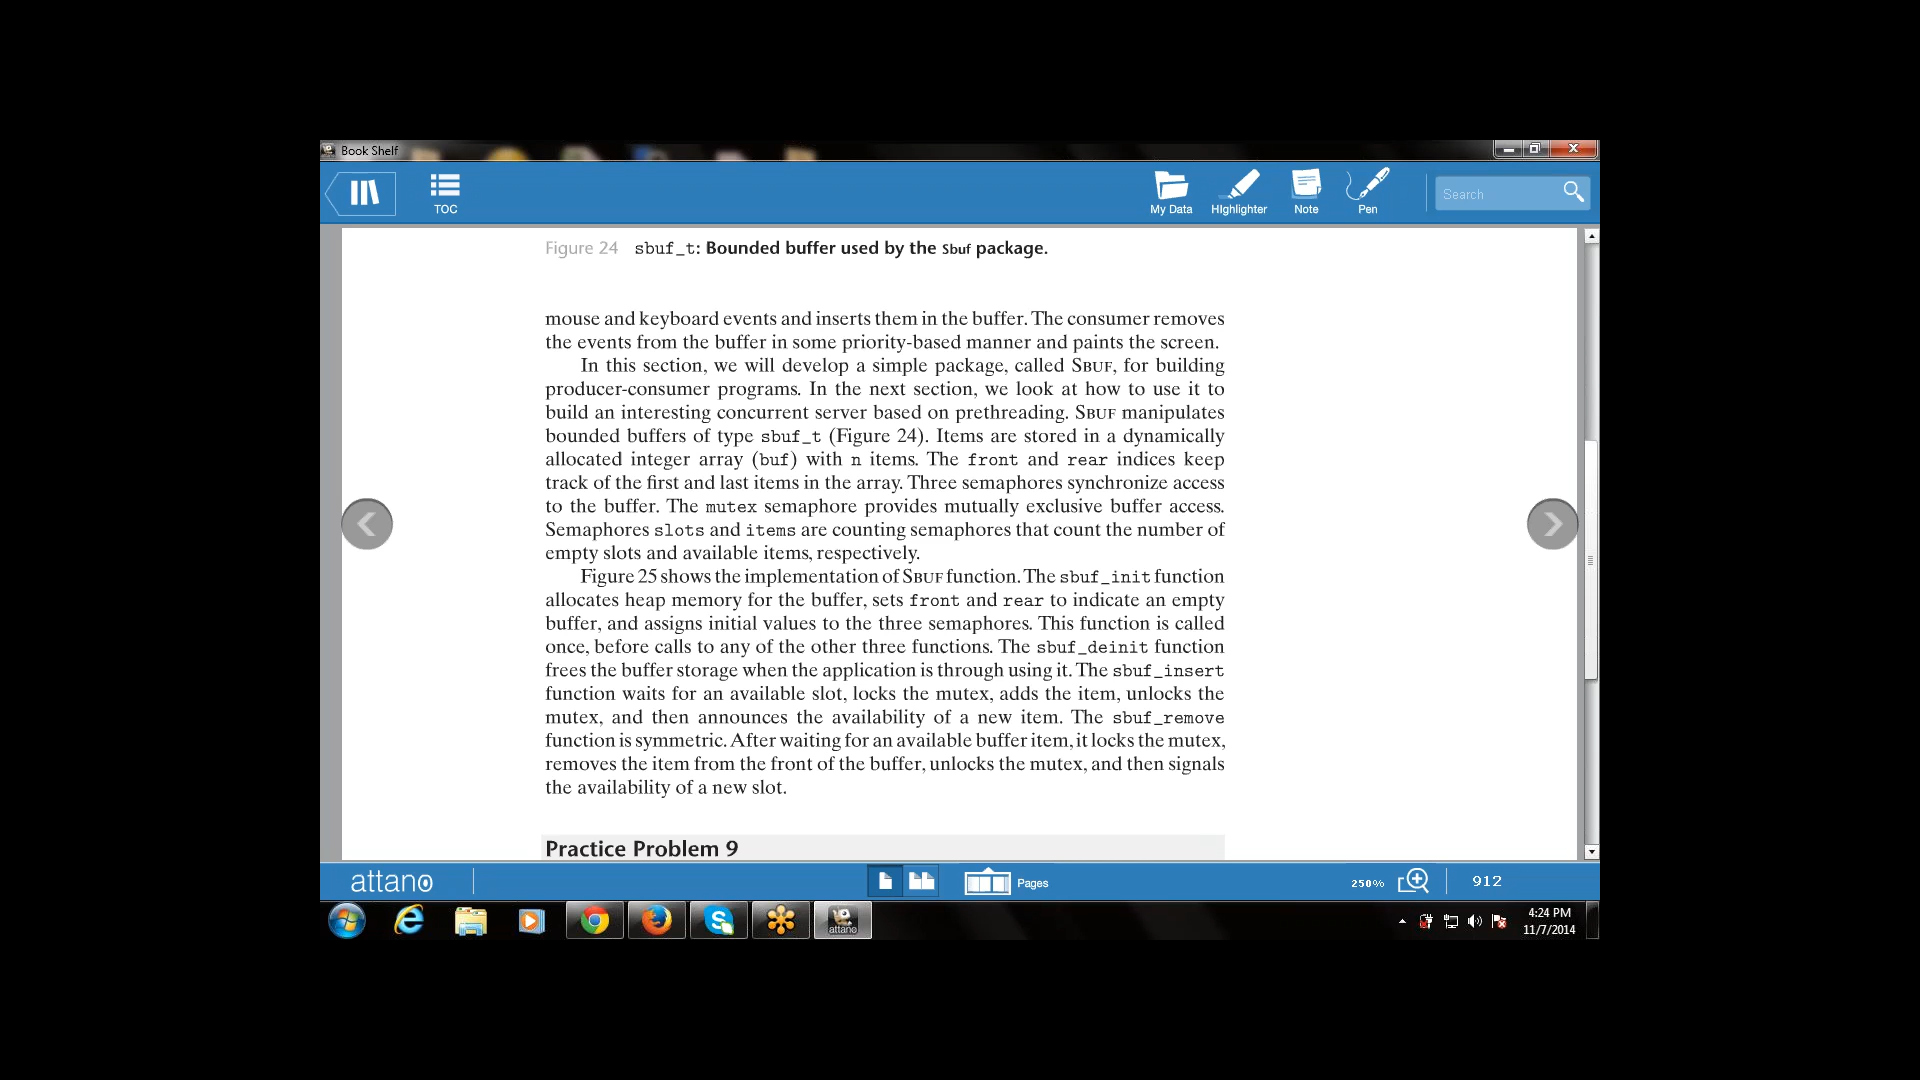 Book Shelf
TOC
My Data
HIghlighter
Note
Pen
Search
Figure 24 sbuf_t: Bounded buffer used by the Sbuf package.
mouse and keyboard events and inserts them in the buffer. The consumer removes
the events from the buffer in some priority-based manner and paints the screen.
In this section, we will develop a simple package, called SBUF, for building
producer-consumer programs. In the next section, we look at how to use it to
build an interesting concurrent server based on prethreading. SBUF manipulates
bounded buffers of type sbuf_t (Figure 24). Items are stored in a dynamically
allocated integer array (buf) with n items. The front and rear indices keep
track of the first and last items in the array. Three semaphores synchronize access
to the buffer. The mutex semaphore provides mutually exclusive buffer access.
Semaphores slots and items are counting semaphores that count the number of
empty slots and available items, respectively.
Figure 25 shows the implementation of SBUF function. The sbuf_init function
allocates heap memory for the buffer, sets front and rear to indicate an empty
buffer, and assigns initial values to the three semaphores. This function is called
once, before calls to any of the other three functions. The sbuf_deinit function
frees the buffer storage when the application is through using it. The sbuf_insert
function waits for an available slot, locks the mutex, adds the item, unlocks the
mutex, and then announces the availability of a new item. The sbuf_remove
function is symmetric. After waiting for an available buffer item, it locks the mutex,
removes the item from the front of the buffer, unlocks the mutex, and then signals
the availability of a new slot.
Practice Problem 9
attano
Pages
250%
912
attano
4:24 PM
11/7/2014